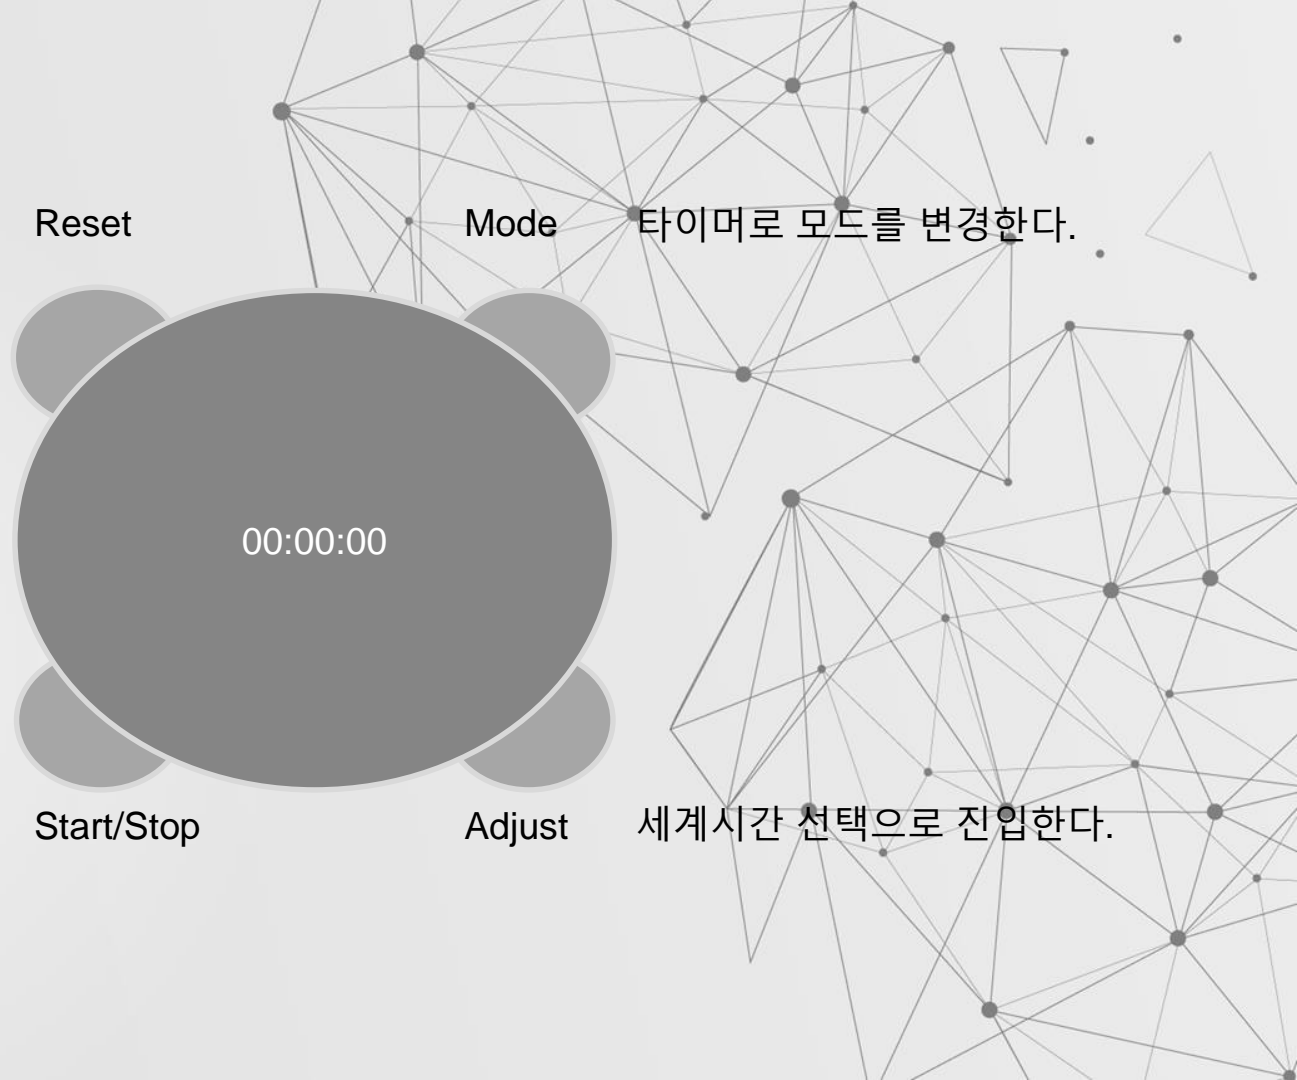 Reset
Mode
타이머로 모드를 변경한다.
00:00:00
Start/Stop
Adjust
세계시간 선택으로 진입한다.